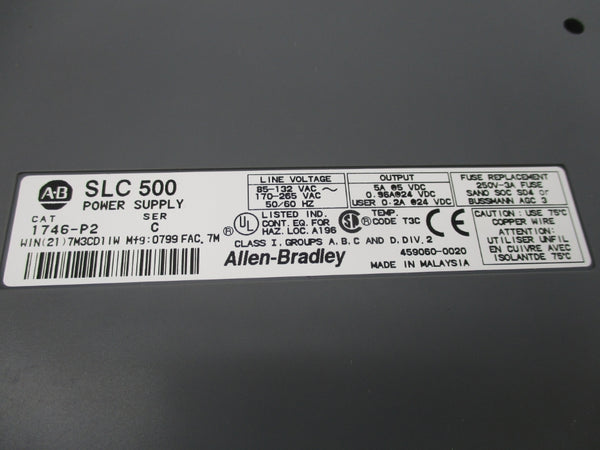 A-B
SLC 500
POWER SUPPLY
CAT SER
1746-P2 C
WIN(21)7M3CD11W Mf9:0799 FAC.7M
LINE VOLTAGE
85-132 VAC ~
170-265 VAC
50/60 HZ
OUTPUT
5A @5 VDC
0.96A@24 VDC
USER 0.2A @24 VDC
FUSE REPLACEMENT
250V-3A FUSE
SANO SOC SD4 or
BUSSMANN AGC 3
UL LISTED IND.
CONT. EQ. FOR
HAZ. LOC. A196
TEMP.
CODE T3C
CE
CLASS I, GROUPS A, B, C AND D, DIV.2
Allen-Bradley
459060-0020
MADE IN MALAYSIA
CAUTION: USE 75°C
COPPER WIRE
ATTENTION:
UTILISER UNFIL
EN CUIVRE AVEC
ISOLANTDE 75°C